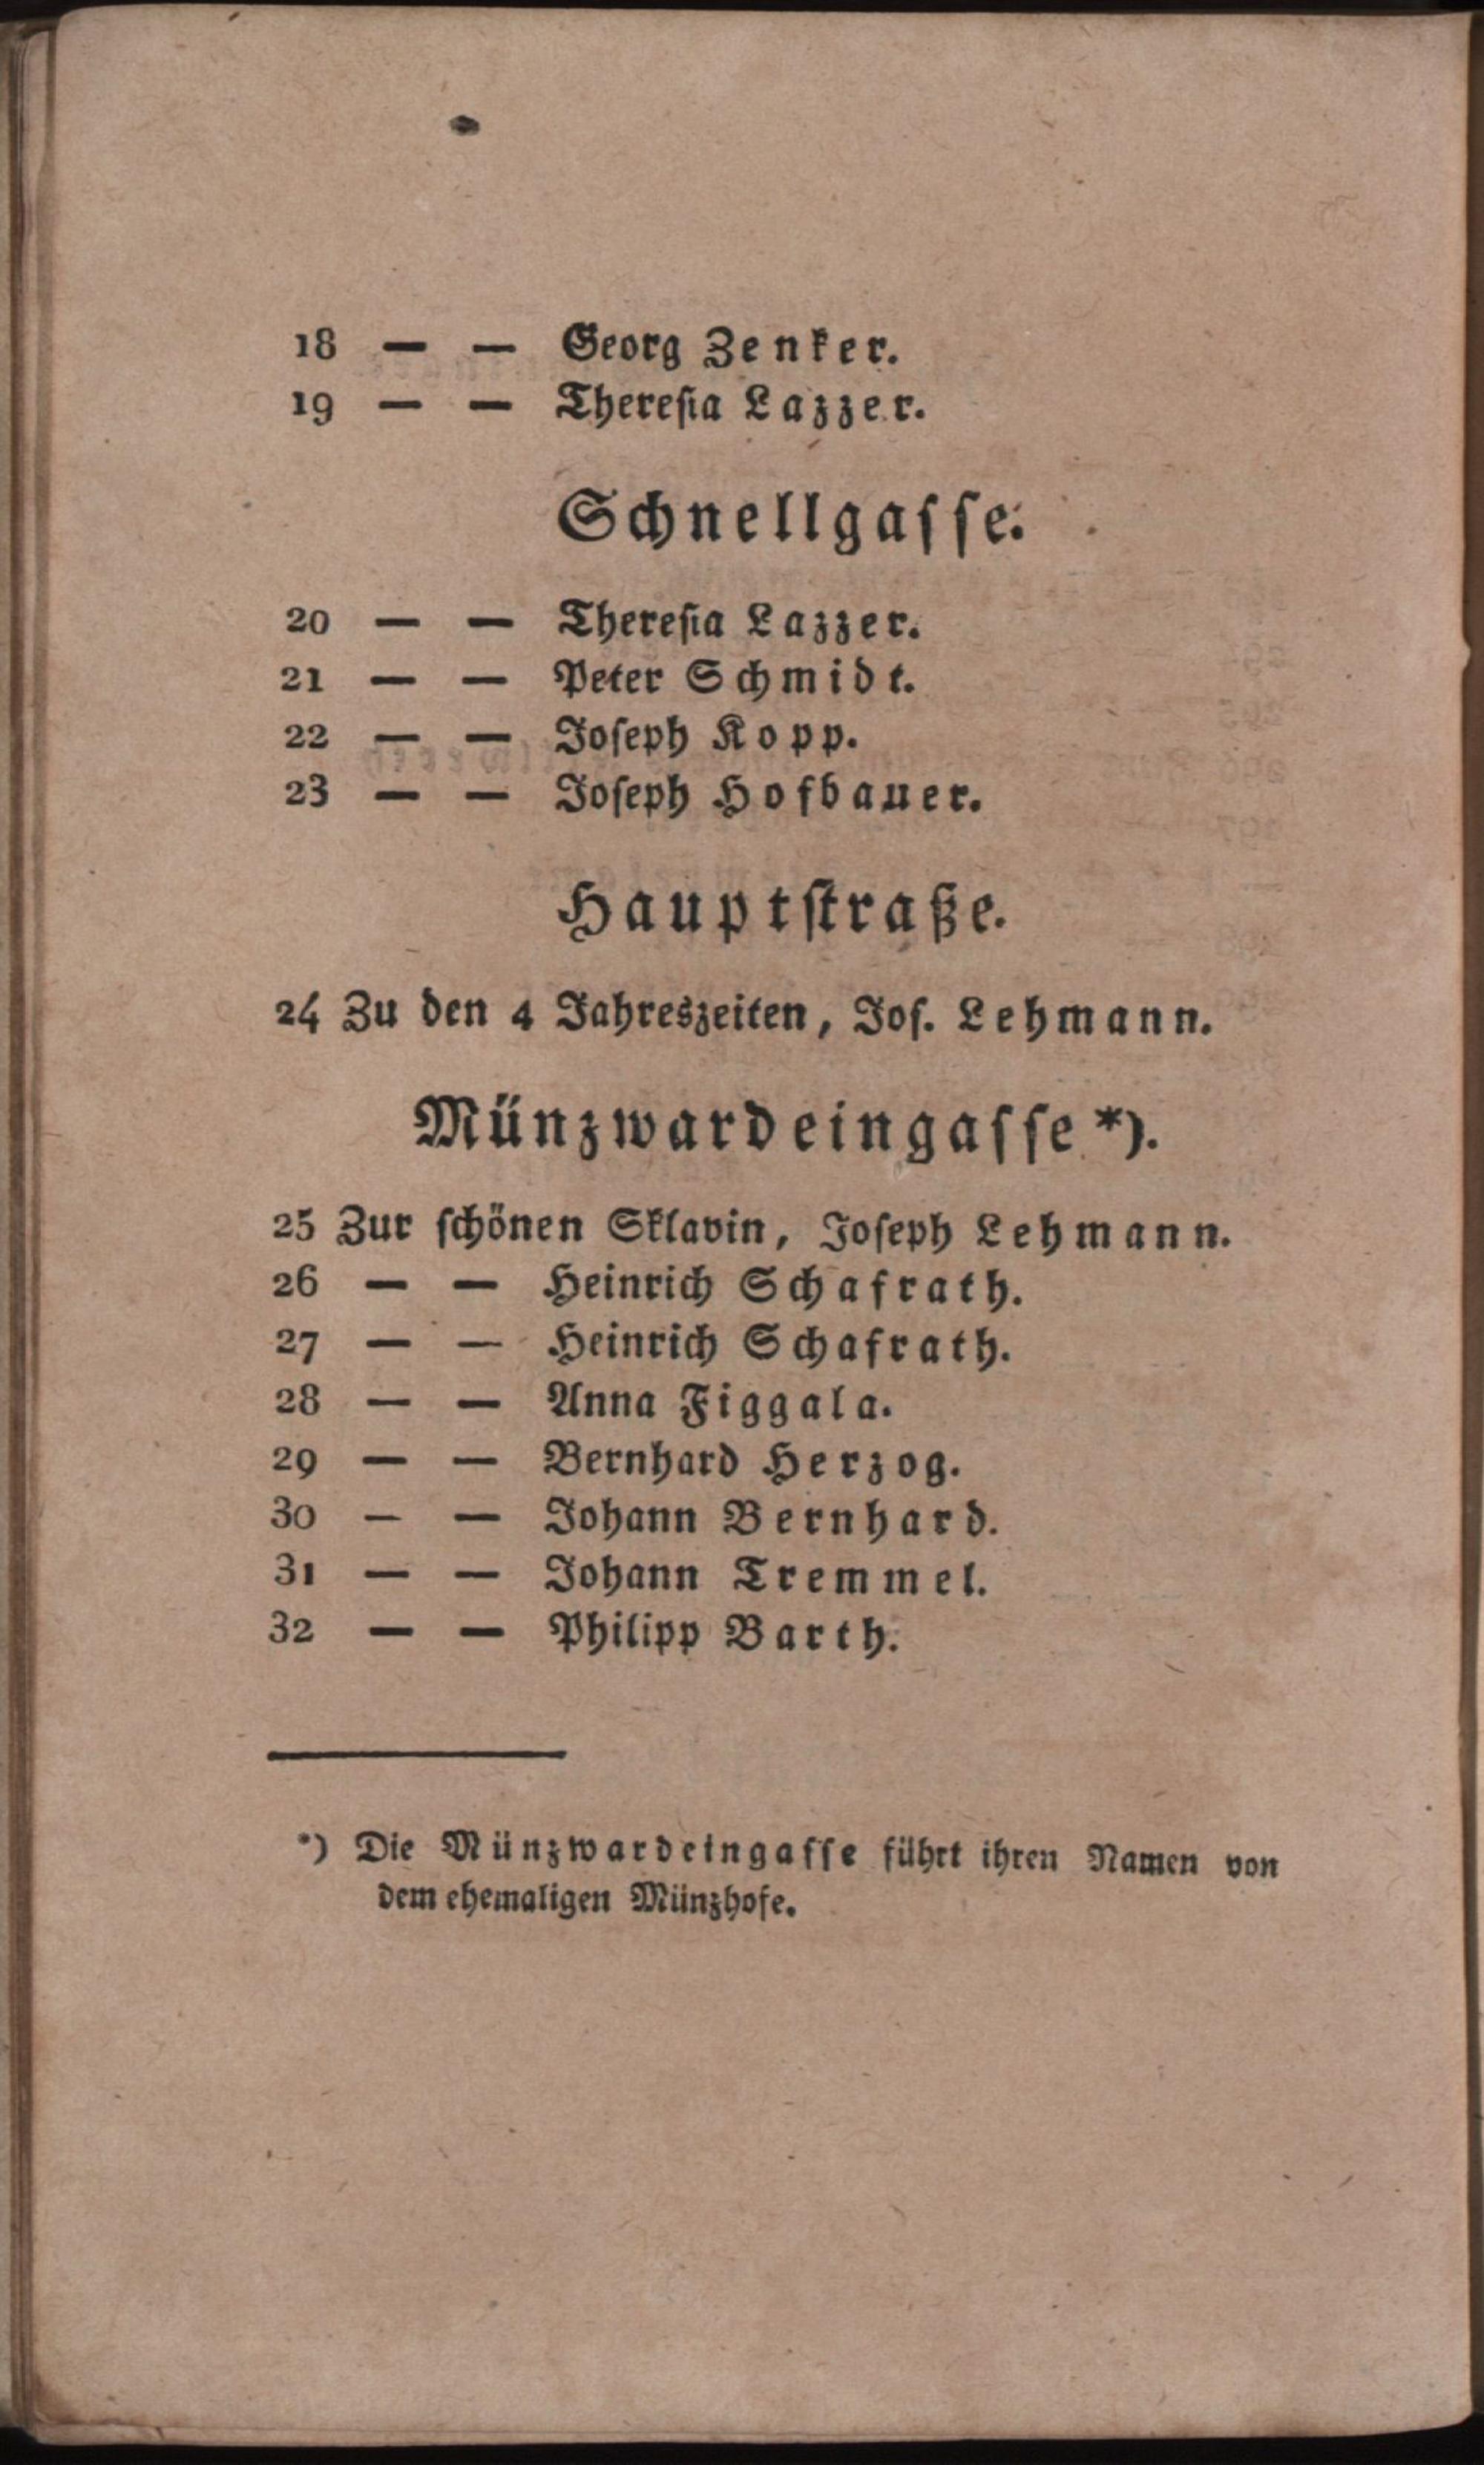 18 — — Georg Zenker.
19 — — Theresia Lazzer.
Schnellgasse.
20 — — Theresia Lazzer.
21 — — Peter Schmidt.
22 — — Joseph Kopp.
23 — — Joseph Hofbauer.
Hauptstraße.
24 Zu den 4 Jahreszeiten, Jos. Lehmann.
Münzwardeingasse *).
25 Zur schönen Sklavin, Joseph Lehmann.
26 — — Heinrich Schafrath.
27 — — Heinrich Schafrath.
28 — — Anna Figgala.
29 — — Bernhard Herzog.
30 — — Johann Bernhard.
31 — — Johann Tremmel.
32 — — Philipp Barth.
*) Die Münzwardeingasse führt ihren Namen von
dem ehemaligen Münzhofe.